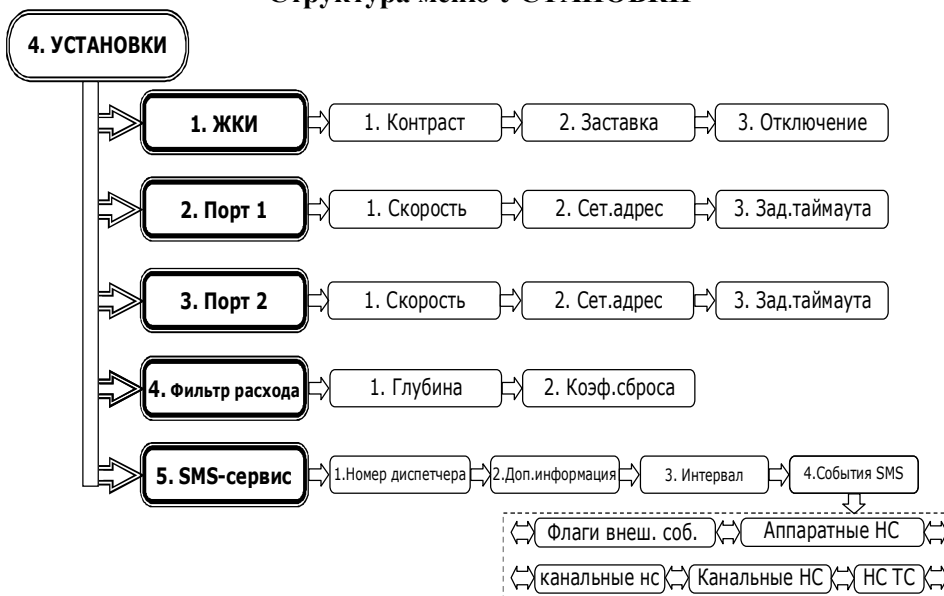 Структура меню УСТАНОВКИ
4. УСТАНОВКИ
1. ЖКИ 1. Контраст 2. Заставка 3. Отключение
2. Порт 1 1. Скорость 2. Сет.адрес 3. Зад.таймаута
3. Порт 2 1. Скорость 2. Сет.адрес 3. Зад.таймаута
4. Фильтр расхода 1. Глубина 2. Коэф.сброса
5. SMS-сервис 1.Номер диспетчера 2.Доп.информация 3. Интервал 4.События SMS
Флаги внеш. соб. Аппаратные НС
канальные нс Канальные НС НС ТС